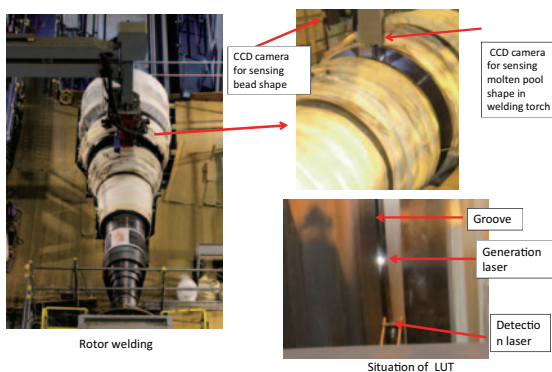 CCD camera
for sensing
bead shape
CCD camera
for sensing
molten pool
shape in
welding torch
Groove
Generation
laser
Detectio
n laser
Rotor welding
Situation of LUT